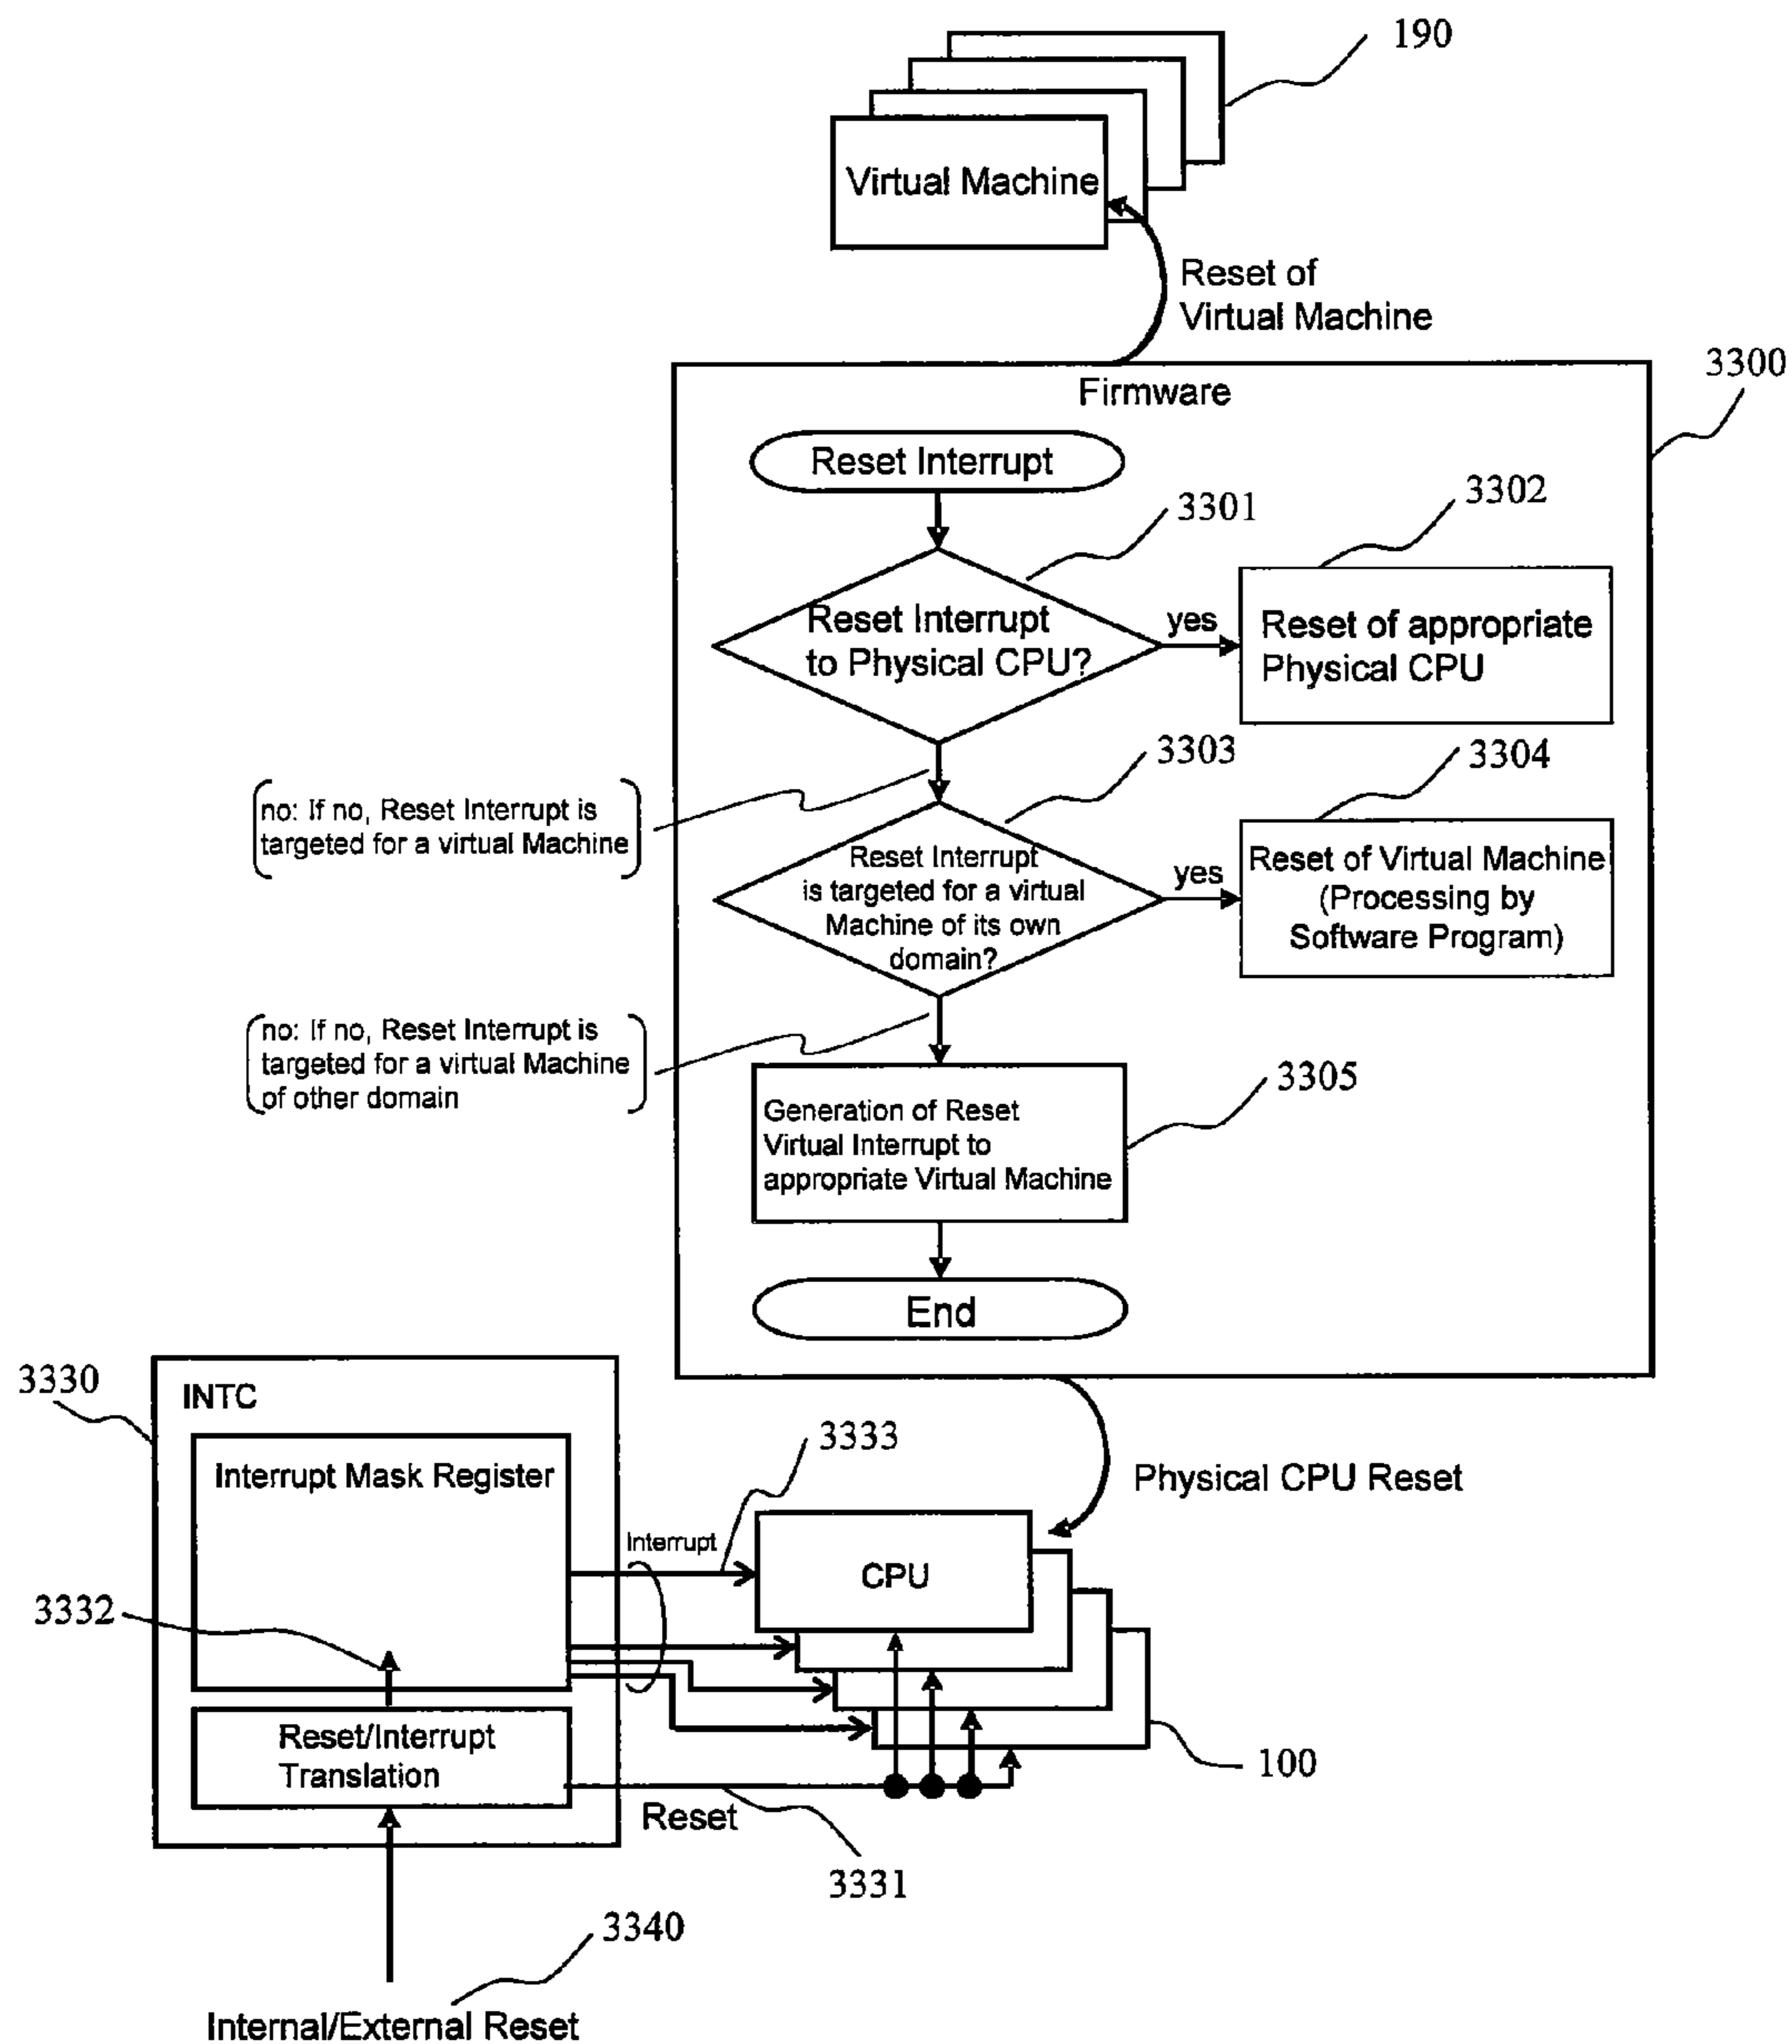 190
Virtual Machine
Reset of
Virtual Machine
3300
Firmware
Reset Interrupt
3301
3302
Reset Interrupt
to Physical CPU?
yes
Reset of appropriate
Physical CPU
3303
3304
no: If no, Reset Interrupt is
targeted for a virtual Machine
Reset Interrupt
is targeted for a virtual
Machine of its own
domain?
yes
Reset of Virtual Machine
(Processing by
Software Program)
no: If no, Reset Interrupt is
targeted for a virtual Machine
of other domain
3305
Generation of Reset
Virtual Interrupt to
appropriate Virtual Machine
End
3330
INTC
Interrupt Mask Register
3333
Physical CPU Reset
Interrupt
CPU
3332
Reset/Interrupt
Translation
100
Reset
3331
3340
Internal/External Reset